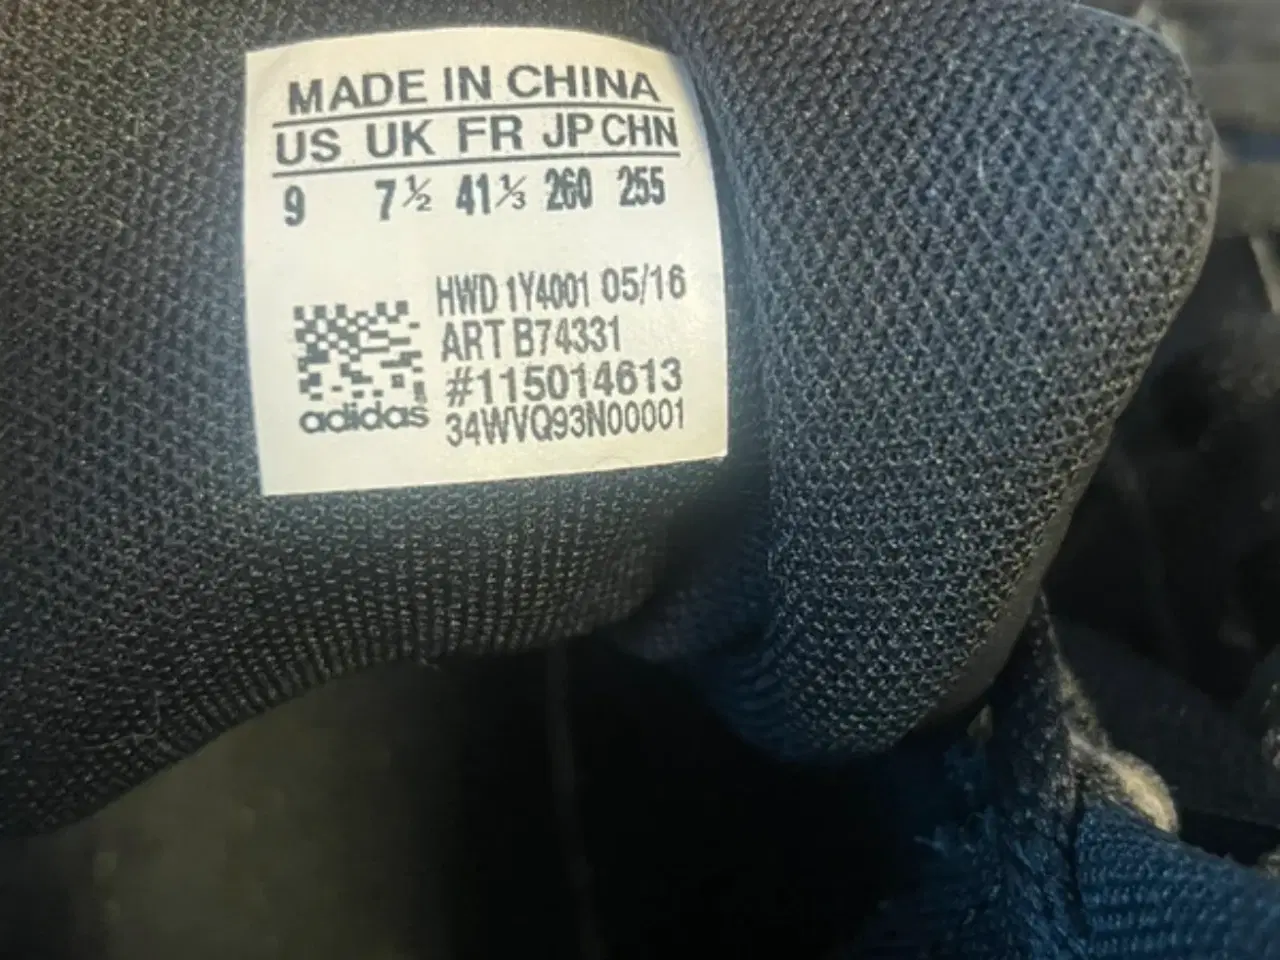 MADE IN CHINA
US UK FR JP CHN
9 7½ 41⅓ 260 255
HWD 1Y4001 05/16
ART B74331
#115014613
34WVQ93N00001
adidas